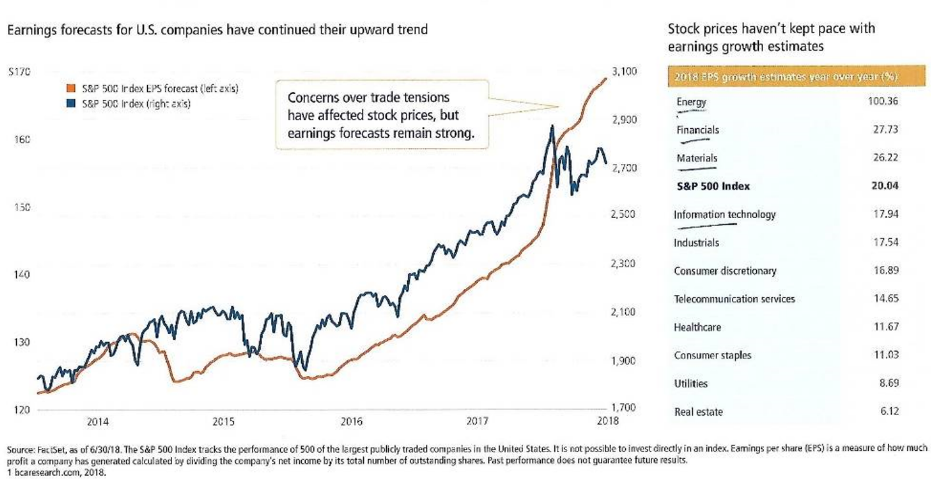 Earnings forecasts for U.S. companies have continued their upward trend
$170
160
150
140
130
120
S&P 500 Index EPS forecast (left axis)
S&P 500 Index (right axis)
Concerns over trade tensions
have affected stock prices, but
earnings forecasts remain strong.
3,100
2,900
2,700
2,500
2,300
2,100
1,900
1,700
2014
2015
2016
2017
2018
Stock prices haven't kept pace with
earnings growth estimates
2018 EPS growth estimates year over year (%)
Energy 100.36
Financials 27.73
Materials 26.22
S&P 500 Index 20.04
Information technology 17.94
Industrials 17.54
Consumer discretionary 16.89
Telecommunication services 14.65
Healthcare 11.67
Consumer staples 11.03
Utilities 8.69
Real estate 6.12
Source: FactSet, as of 6/30/18. The S&P 500 Index tracks the performance of 500 of the largest publicly traded companies in the United States. It is not possible to invest directly in an index. Earnings per share (EPS) is a measure of how much
profit a company has generated calculated by dividing the company's net income by its total number of outstanding shares. Past performance does not guarantee future results.
1 bcaresearch.com, 2018.